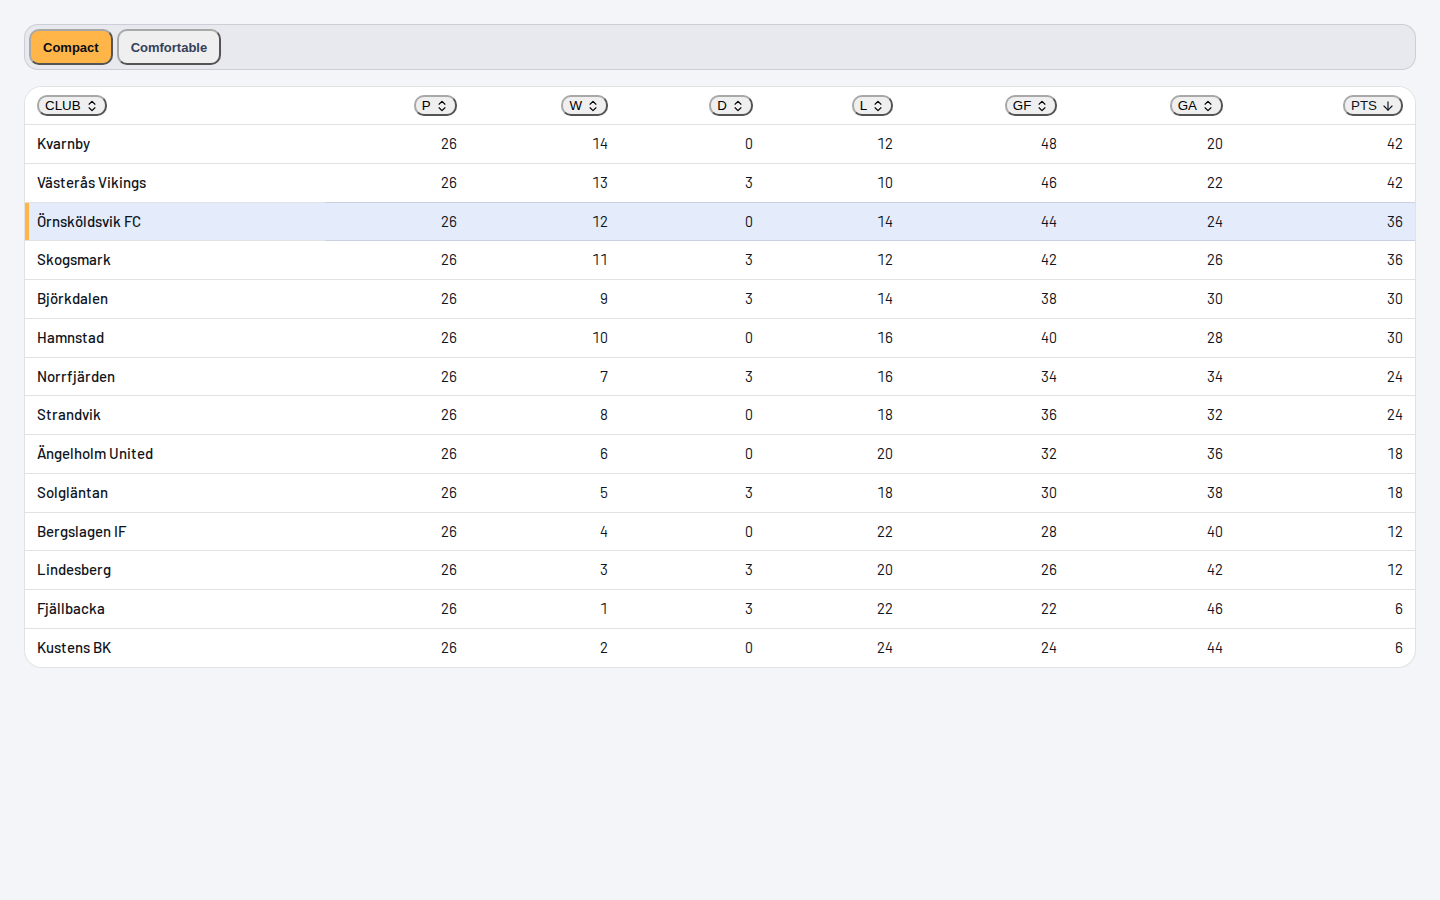 Compact Comfortable
CLUB P W D L GF GA PTS
Kvarnby 26 14 0 12 48 20 42
Västerås Vikings 26 13 3 10 46 22 42
Örnsköldsvik FC 26 12 0 14 44 24 36
Skogsmark 26 11 3 12 42 26 36
Björkdalen 26 9 3 14 38 30 30
Hamnstad 26 10 0 16 40 28 30
Norrfjärden 26 7 3 16 34 34 24
Strandvik 26 8 0 18 36 32 24
Ängelholm United 26 6 0 20 32 36 18
Solgläntan 26 5 3 18 30 38 18
Bergslagen IF 26 4 0 22 28 40 12
Lindesberg 26 3 3 20 26 42 12
Fjällbacka 26 1 3 22 22 46 6
Kustens BK 26 2 0 24 24 44 6